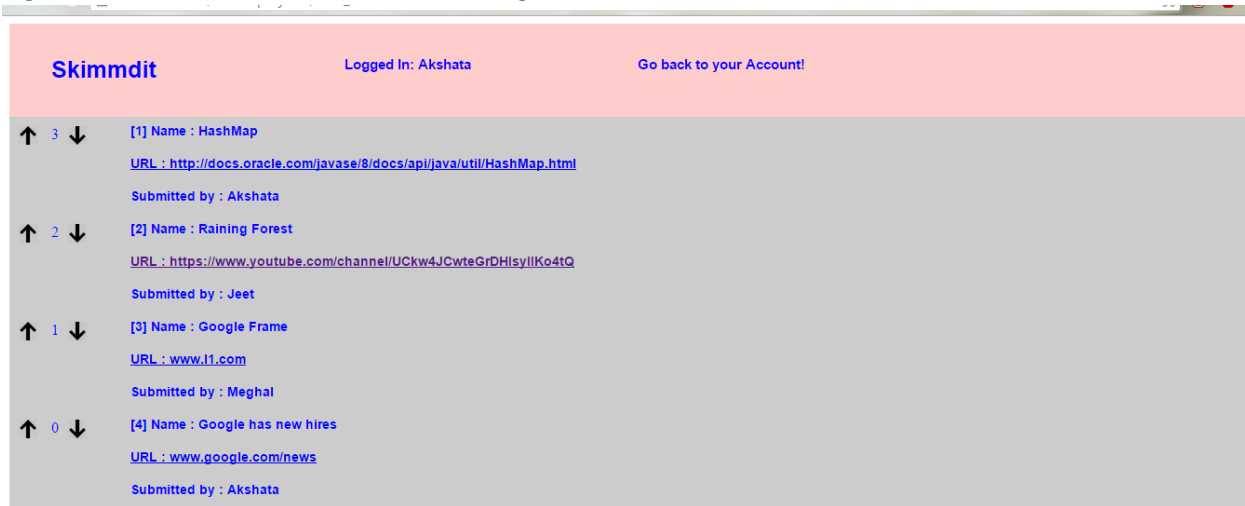 Skimmdit Logged In: Akshata Go back to your Account!
3 [1] Name : HashMap
URL : http://docs.oracle.com/javase/8/docs/api/java/util/HashMap.html
Submitted by : Akshata
2 [2] Name : Raining Forest
URL : https://www.youtube.com/channel/UCkw4JCwteGrDHIsyIIKo4tQ
Submitted by : Jeet
1 [3] Name : Google Frame
URL : www.l1.com
Submitted by : Meghal
0 [4] Name : Google has new hires
URL : www.google.com/news
Submitted by : Akshata